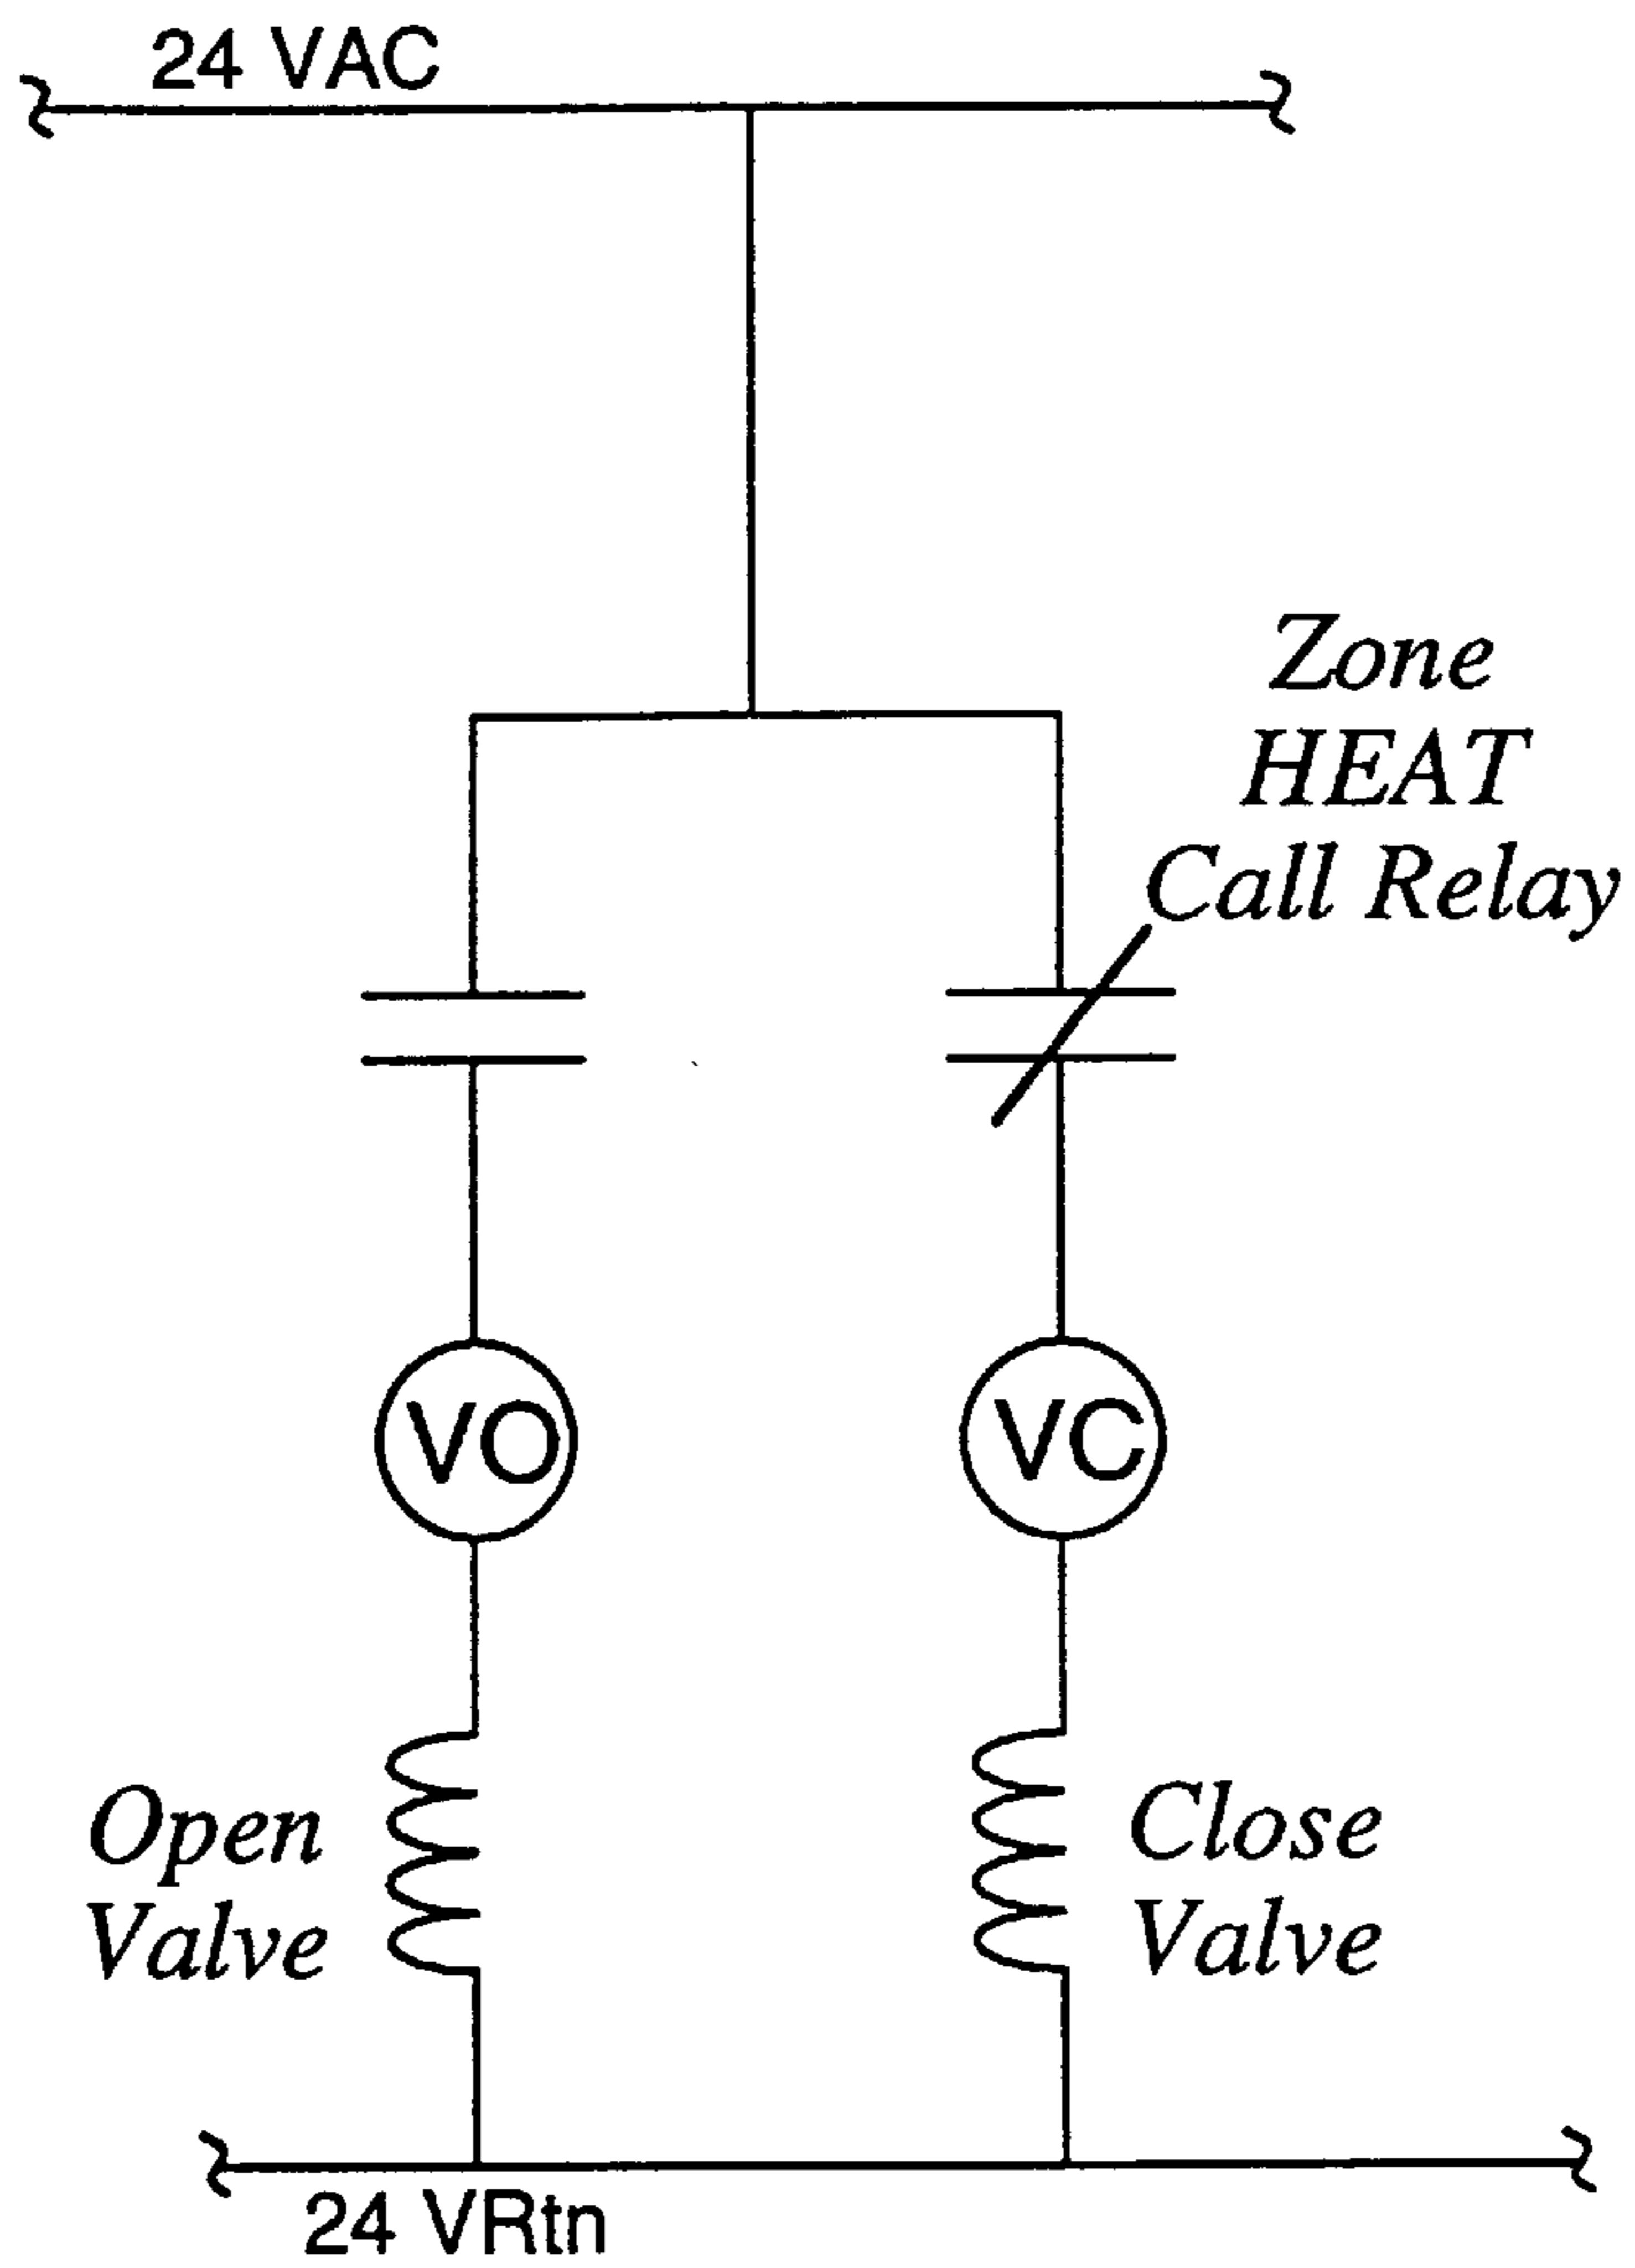 24 VAC
Zone
HEAT
Call Relay
VO
VC
Open
Valve
Close
Valve
24 VRtn